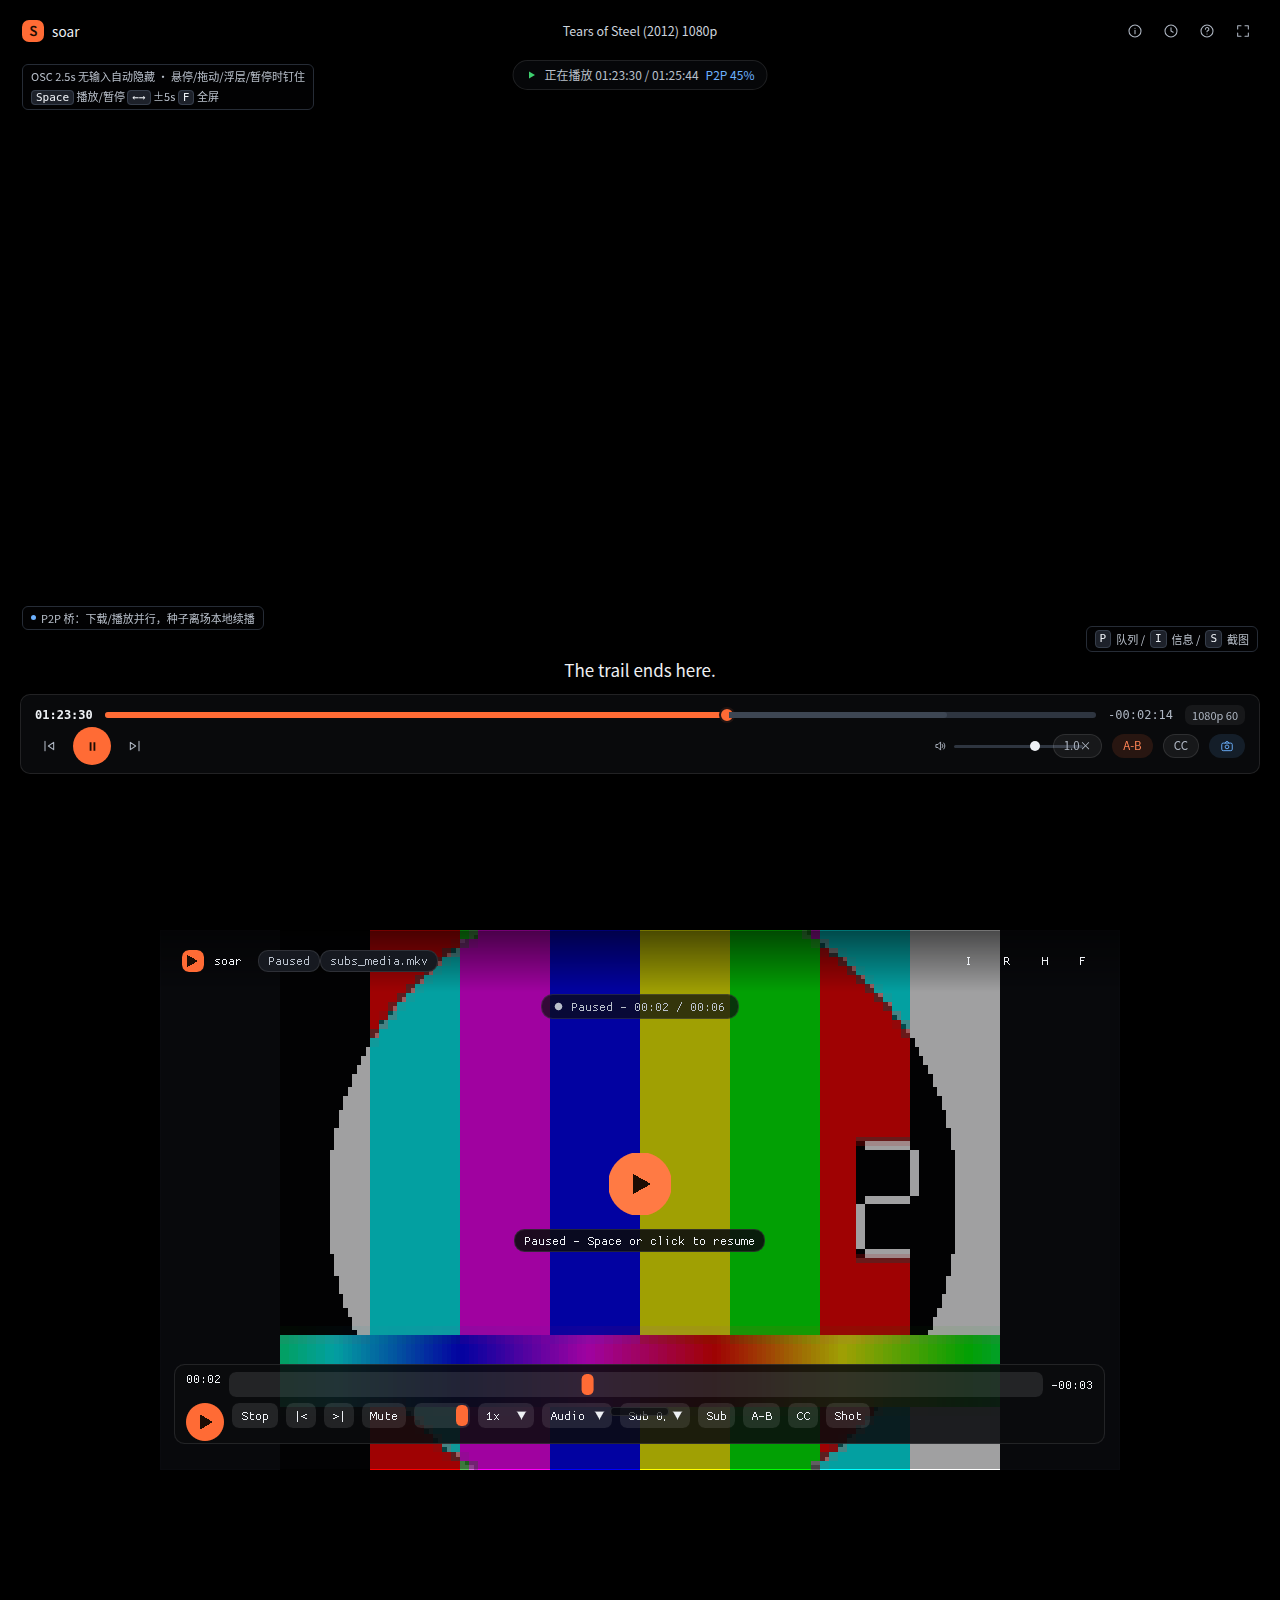 S soar
Tears of Steel (2012) 1080p
OSC 2.5s 无输入自动隐藏 · 悬停/拖动/浮层/暂停时钉住
Space 播放/暂停 ←→ ±5s F 全屏
正在播放 01:23:30 / 01:25:44 P2P 45%
P2P 桥：下载/播放并行，种子离场本地续播
P 队列 / I 信息 / S 截图
The trail ends here.
01:23:30
-00:02:14 1080p 60
1.0× A-B CC
soar Paused subs_media.mkv
I R H F
Paused - 00:02 / 00:06
2
Paused - Space or click to resume
00:02
-00:03
Stop |< >| Mute 1x ▼ Audio ▼ Sub ▼ Sub A-B CC Shot